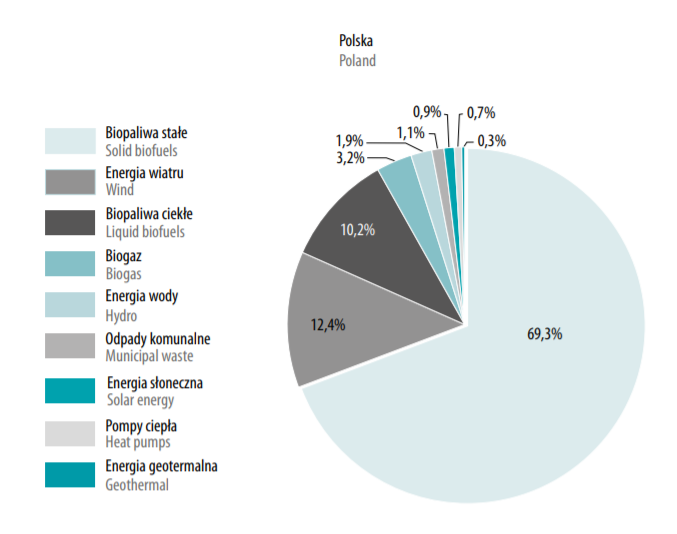 Polska
Poland
Biopaliwa stałe
Solid biofuels
Energia wiatru
Wind
Biopaliwa ciekłe
Liquid biofuels
Biogaz
Biogas
Energia wody
Hydro
Odpady komunalne
Municipal waste
Energia słoneczna
Solar energy
Pompy ciepła
Heat pumps
Energia geotermalna
Geothermal
0,9%
0,7%
1,9%
1,1%
0,3%
3,2%
10,2%
12,4%
69,3%